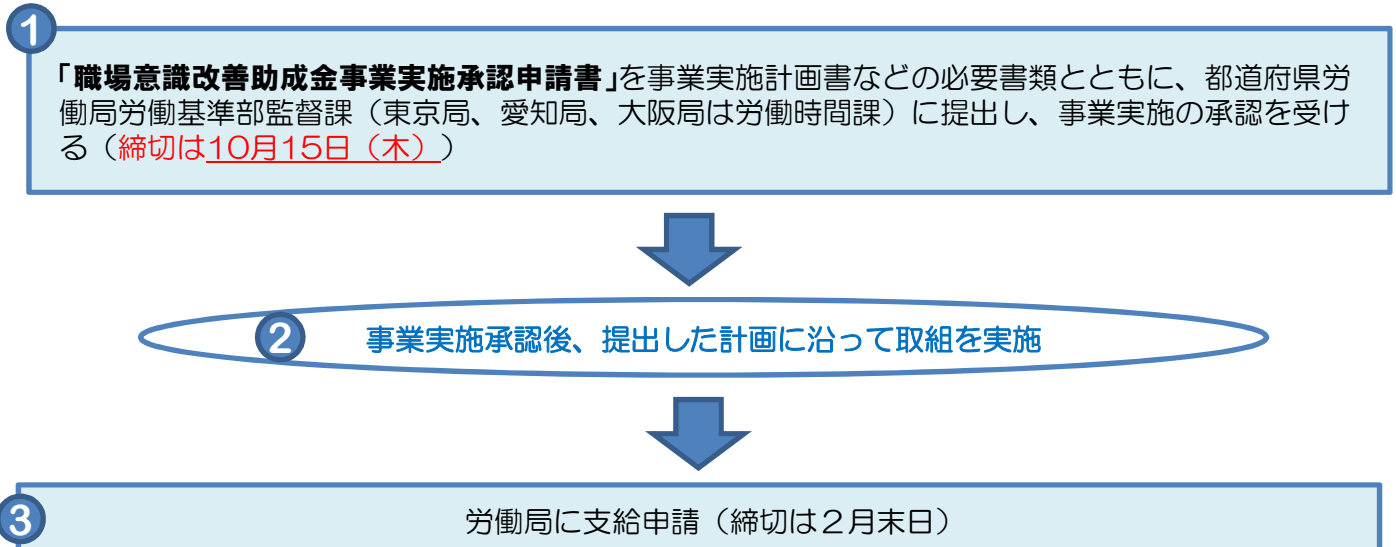 1
「職場意識改善助成金事業実施承認申請書」を事業実施計画書などの必要書類とともに、都道府県労
働局労働基準部監督課（東京局、愛知局、大阪局は労働時間課）に提出し、事業実施の承認を受け
る（締切は10月15日（木））
2 事業実施承認後、提出した計画に沿って取組を実施
3 労働局に支給申請（締切は２月末日）